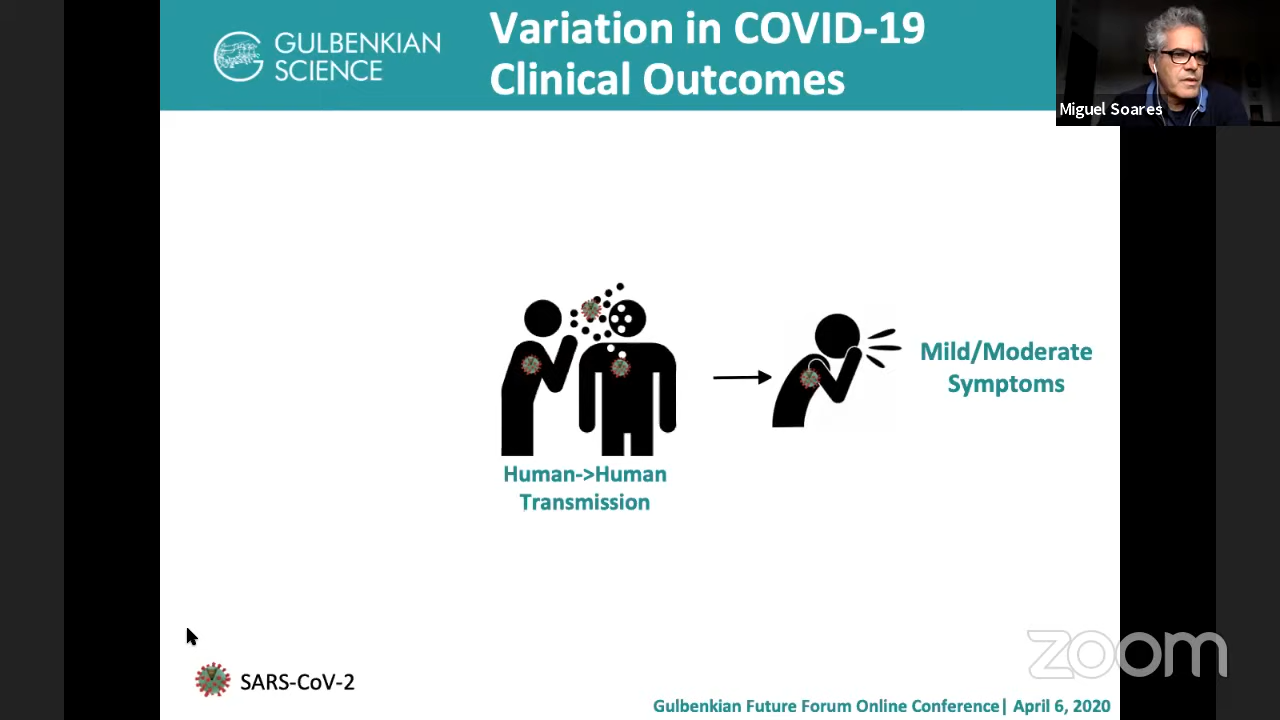 GULBENKIAN
SCIENCE
Variation in COVID-19
Clinical Outcomes
Miguel Soares
Mild/Moderate
Symptoms
Human->Human
Transmission
SARS-CoV-2
zoom
Gulbenkian Future Forum Online Conference| April 6, 2020